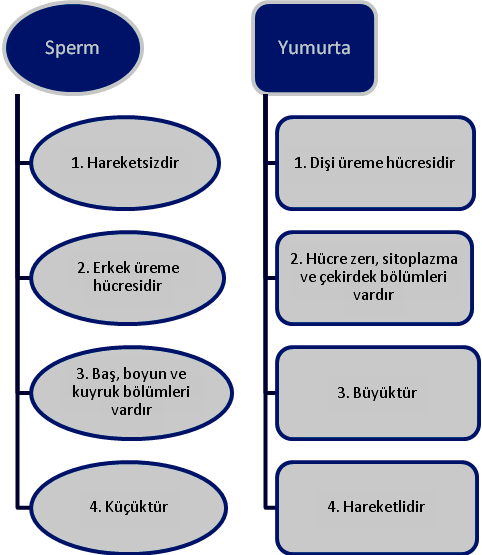 Sperm
1. Hareketsizdir
2. Erkek üreme
hücresidir
3. Baş, boyun ve
kuyruk bölümleri
vardır
4. Küçüktür
Yumurta
1. Dişi üreme hücresidir
2. Hücre zerı, sitoplazma
ve çekirdek bölümleri
vardır
3. Büyüktür
4. Hareketlidir